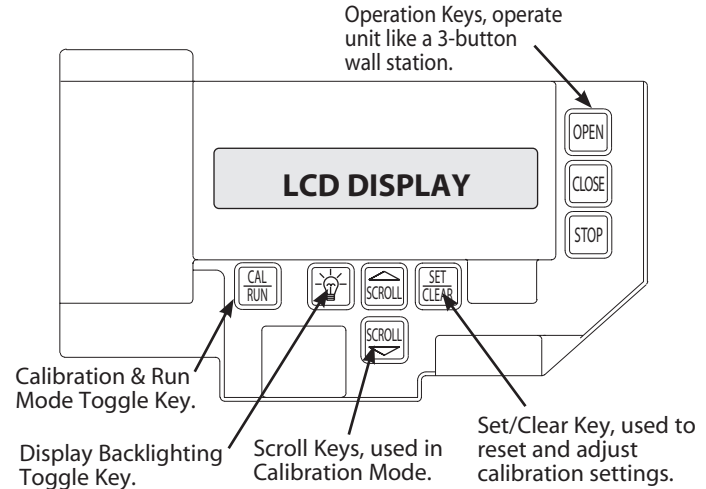 Operation Keys, operate
unit like a 3-button
wall station.
OPEN
LCD DISPLAY
CLOSE
STOP
CAL
RUN
SCROLL
SET
CLEAR
SCROLL
Calibration & Run
Mode Toggle Key.
Display Backlighting
Toggle Key.
Scroll Keys, used in
Calibration Mode.
Set/Clear Key, used to
reset and adjust
calibration settings.